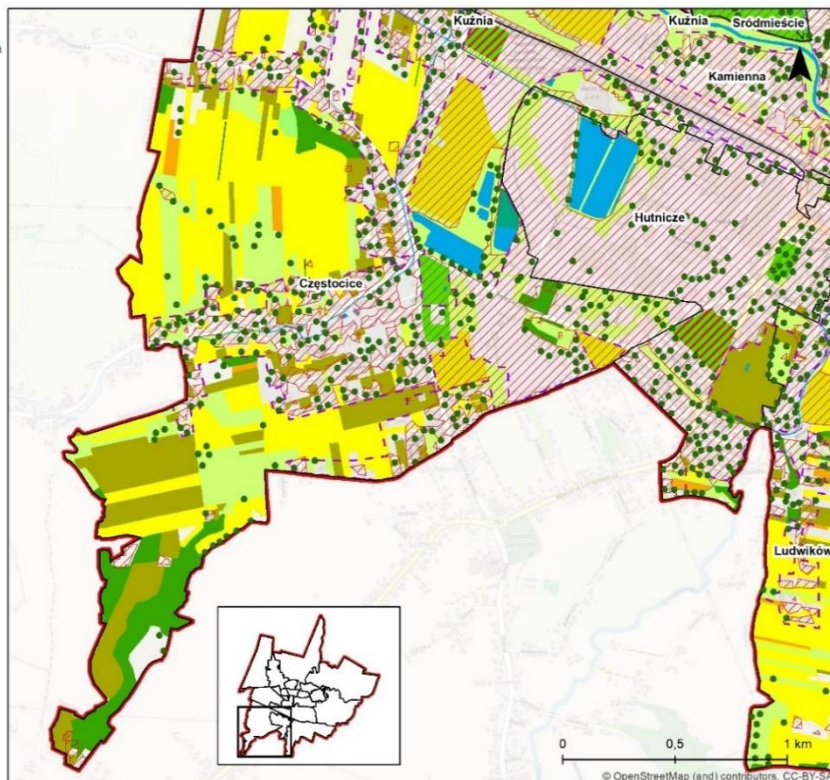 Kuźnia
Kuźnia
Śródmieście
Kamienna
Hutnicze
Częstocice
Ludwików
0 0,5 1 km
© OpenStreetMap (and) contributors, CC-BY-SA